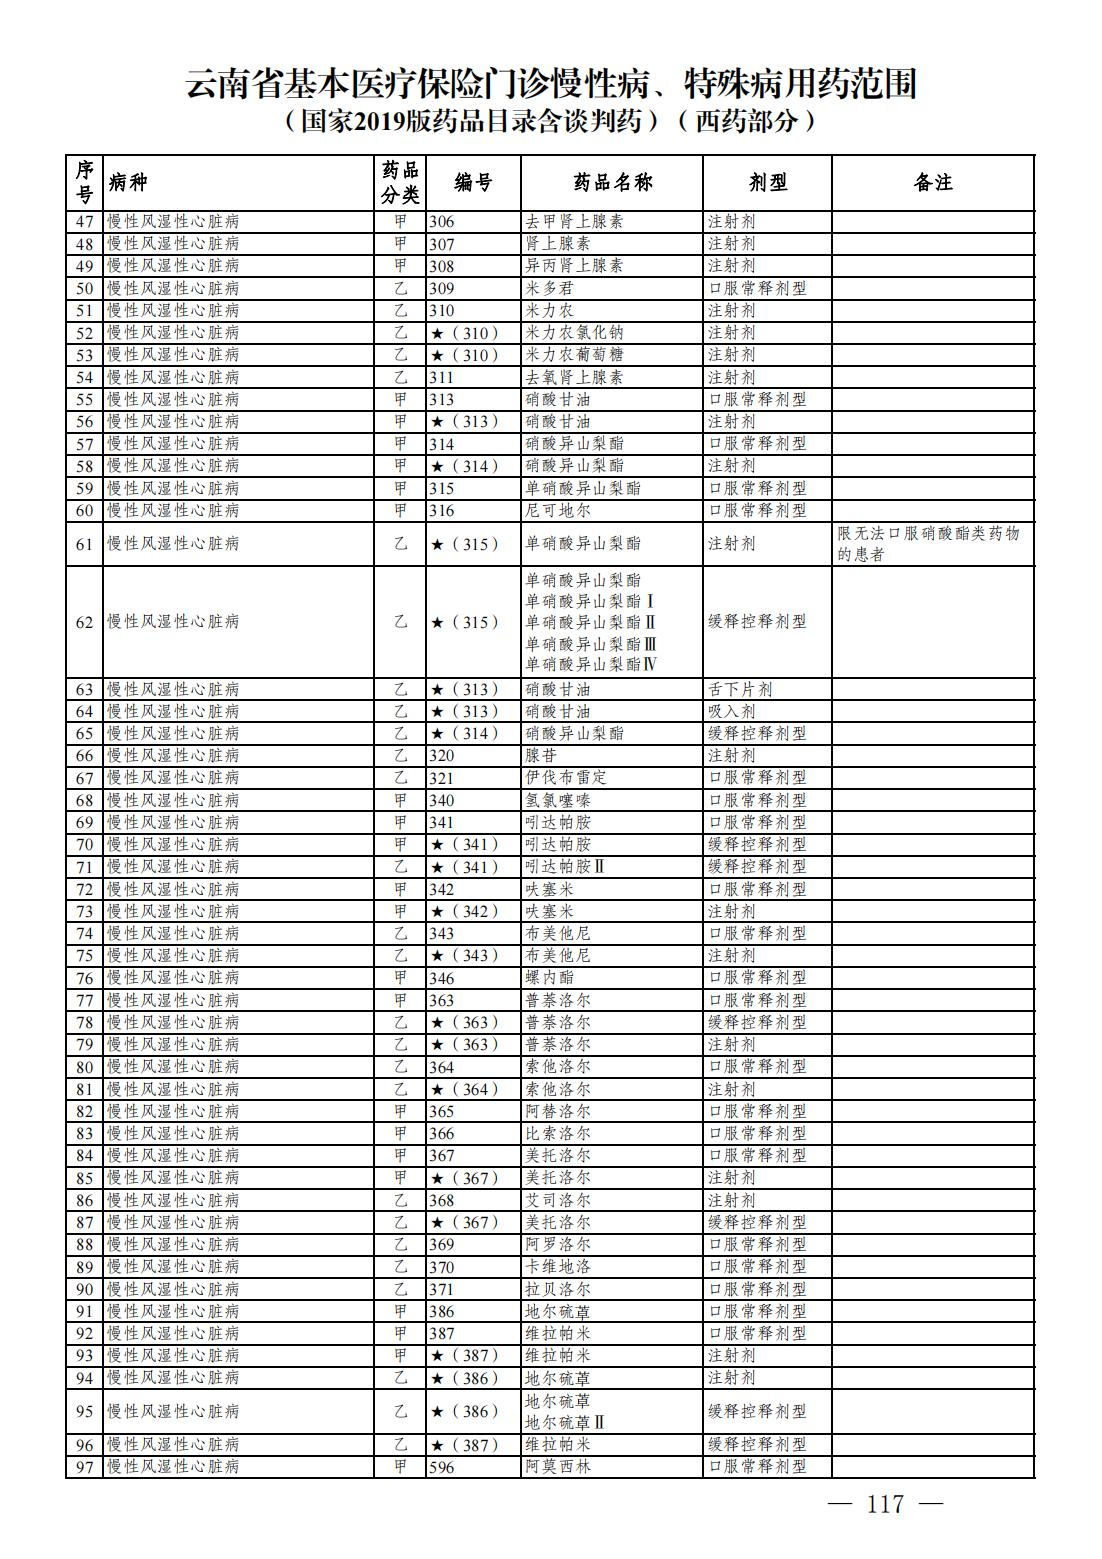 云南省基本医疗保险门诊慢性病、特殊病用药范围
（国家2019版药品目录含谈判药）（西药部分）
序号 病种 药品分类 编号 药品名称 剂型 备注
47 慢性风湿性心脏病 甲 306 去甲肾上腺素 注射剂
48 慢性风湿性心脏病 甲 307 肾上腺素 注射剂
49 慢性风湿性心脏病 甲 308 异丙肾上腺素 注射剂
50 慢性风湿性心脏病 乙 309 米多君 口服常释剂型
51 慢性风湿性心脏病 乙 310 米力农 注射剂
52 慢性风湿性心脏病 乙 ★（310） 米力农氯化钠 注射剂
53 慢性风湿性心脏病 乙 ★（310） 米力农葡萄糖 注射剂
54 慢性风湿性心脏病 乙 311 去氧肾上腺素 注射剂
55 慢性风湿性心脏病 甲 313 硝酸甘油 口服常释剂型
56 慢性风湿性心脏病 甲 ★（313） 硝酸甘油 注射剂
57 慢性风湿性心脏病 甲 314 硝酸异山梨酯 口服常释剂型
58 慢性风湿性心脏病 甲 ★（314） 硝酸异山梨酯 注射剂
59 慢性风湿性心脏病 甲 315 单硝酸异山梨酯 口服常释剂型
60 慢性风湿性心脏病 甲 316 尼可地尔 口服常释剂型
61 慢性风湿性心脏病 乙 ★（315） 单硝酸异山梨酯 注射剂 限无法口服硝酸酯类药物的患者
62 慢性风湿性心脏病 乙 ★（315） 单硝酸异山梨酯
单硝酸异山梨酯Ⅰ
单硝酸异山梨酯Ⅱ 缓释控释剂型
单硝酸异山梨酯Ⅲ
单硝酸异山梨酯Ⅳ
63 慢性风湿性心脏病 乙 ★（313） 硝酸甘油 舌下片剂
64 慢性风湿性心脏病 乙 ★（313） 硝酸甘油 吸入剂
65 慢性风湿性心脏病 乙 ★（314） 硝酸异山梨酯 缓释控释剂型
66 慢性风湿性心脏病 乙 320 腺苷 注射剂
67 慢性风湿性心脏病 乙 321 伊伐布雷定 口服常释剂型
68 慢性风湿性心脏病 甲 340 氢氯噻嗪 口服常释剂型
69 慢性风湿性心脏病 甲 341 吲达帕胺 口服常释剂型
70 慢性风湿性心脏病 甲 ★（341） 吲达帕胺 缓释控释剂型
71 慢性风湿性心脏病 乙 ★（341） 吲达帕胺Ⅱ 缓释控释剂型
72 慢性风湿性心脏病 甲 342 呋塞米 口服常释剂型
73 慢性风湿性心脏病 甲 ★（342） 呋塞米 注射剂
74 慢性风湿性心脏病 乙 343 布美他尼 口服常释剂型
75 慢性风湿性心脏病 乙 ★（343） 布美他尼 注射剂
76 慢性风湿性心脏病 甲 346 螺内酯 口服常释剂型
77 慢性风湿性心脏病 甲 363 普萘洛尔 口服常释剂型
78 慢性风湿性心脏病 乙 ★（363） 普萘洛尔 缓释控释剂型
79 慢性风湿性心脏病 乙 ★（363） 普萘洛尔 注射剂
80 慢性风湿性心脏病 乙 364 索他洛尔 口服常释剂型
81 慢性风湿性心脏病 乙 ★（364） 索他洛尔 注射剂
82 慢性风湿性心脏病 甲 365 阿替洛尔 口服常释剂型
83 慢性风湿性心脏病 甲 366 比索洛尔 口服常释剂型
84 慢性风湿性心脏病 甲 367 美托洛尔 口服常释剂型
85 慢性风湿性心脏病 甲 ★（367） 美托洛尔 注射剂
86 慢性风湿性心脏病 乙 368 艾司洛尔 注射剂
87 慢性风湿性心脏病 乙 ★（367） 美托洛尔 缓释控释剂型
88 慢性风湿性心脏病 乙 369 阿罗洛尔 口服常释剂型
89 慢性风湿性心脏病 乙 370 卡维地洛 口服常释剂型
90 慢性风湿性心脏病 乙 371 拉贝洛尔 口服常释剂型
91 慢性风湿性心脏病 甲 386 地尔硫䓬 口服常释剂型
92 慢性风湿性心脏病 甲 387 维拉帕米 口服常释剂型
93 慢性风湿性心脏病 甲 ★（387） 维拉帕米 注射剂
94 慢性风湿性心脏病 乙 ★（386） 地尔硫䓬 注射剂
95 慢性风湿性心脏病 乙 ★（386） 地尔硫䓬 缓释控释剂型
地尔硫䓬Ⅱ
96 慢性风湿性心脏病 乙 ★（387） 维拉帕米 缓释控释剂型
97 慢性风湿性心脏病 甲 596 阿莫西林 口服常释剂型
— 117 —